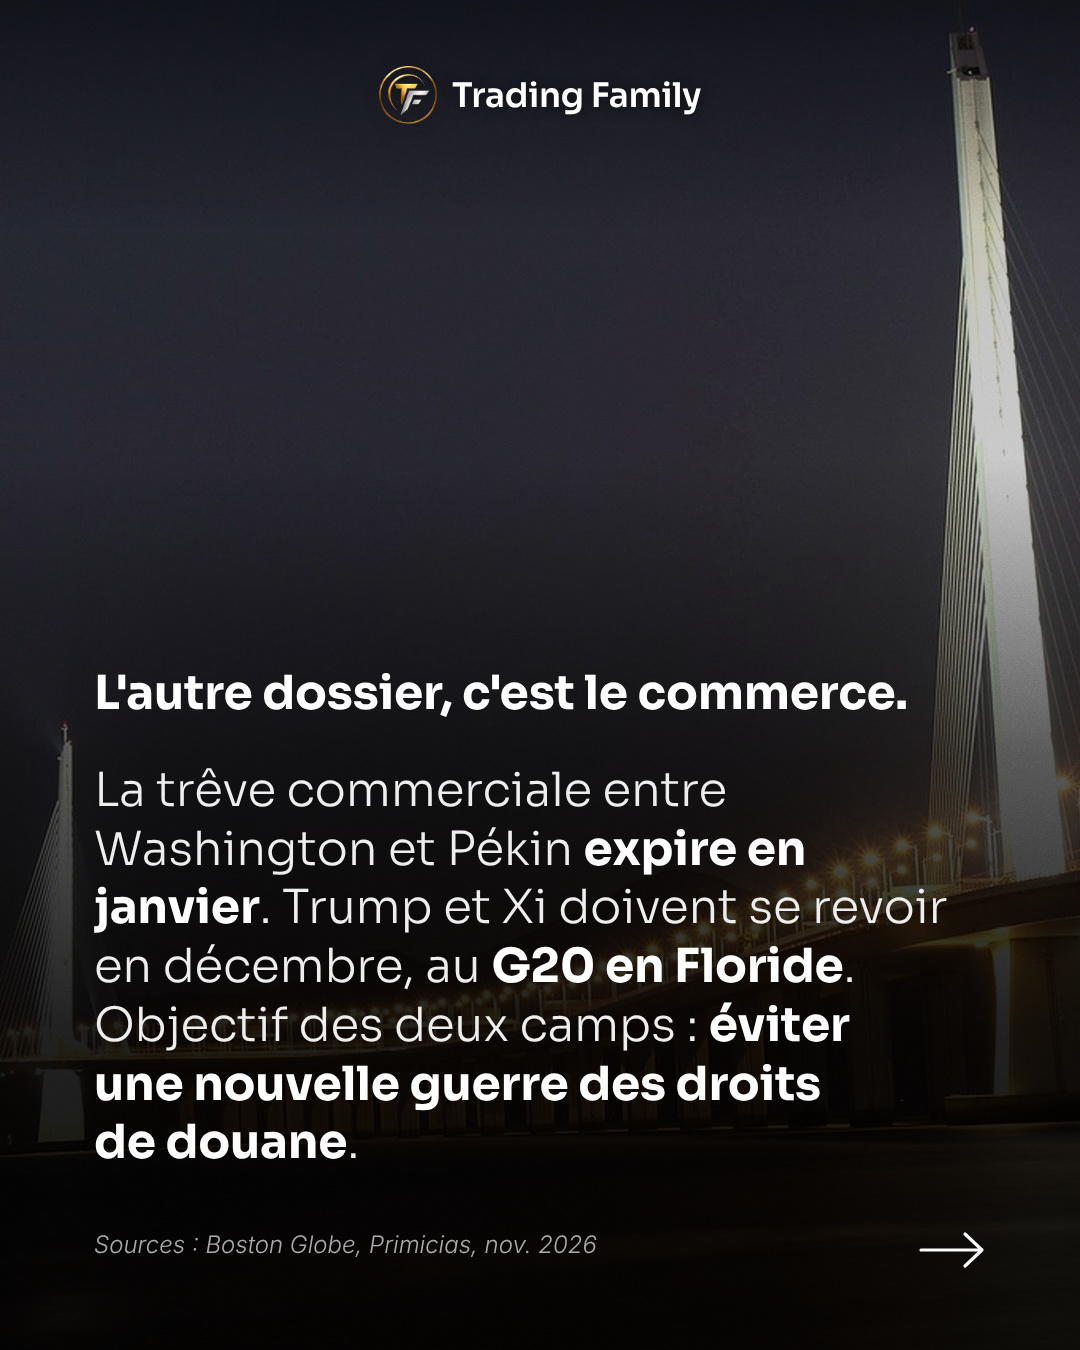 Trading Family
L'autre dossier, c'est le commerce.
La trêve commerciale entre
Washington et Pékin expire en
janvier. Trump et Xi doivent se revoir
en décembre, au G20 en Floride.
Objectif des deux camps : éviter
une nouvelle guerre des droits
de douane.
Sources : Boston Globe, Primicias, nov. 2026